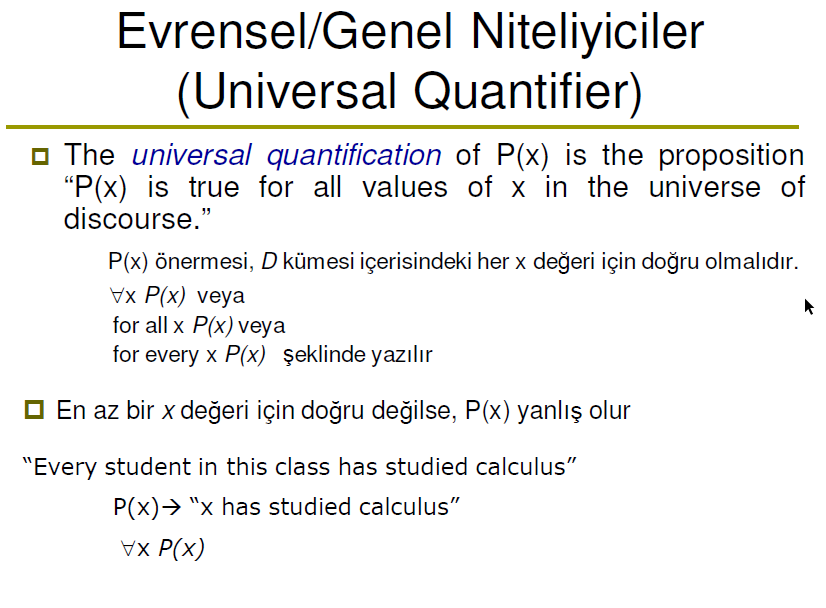 Evrensel/Genel Niteliyiciler
(Universal Quantifier)
The universal quantification of P(x) is the proposition
“P(x) is true for all values of x in the universe of
discourse.”
P(x) önermesi, D kümesi içerisindeki her x değeri için doğru olmalıdır.
∀x P(x) veya
for all x P(x) veya
for every x P(x) şeklinde yazılır
En az bir x değeri için doğru değilse, P(x) yanlış olur
“Every student in this class has studied calculus”
P(x)→ “x has studied calculus”
∀x P(x)